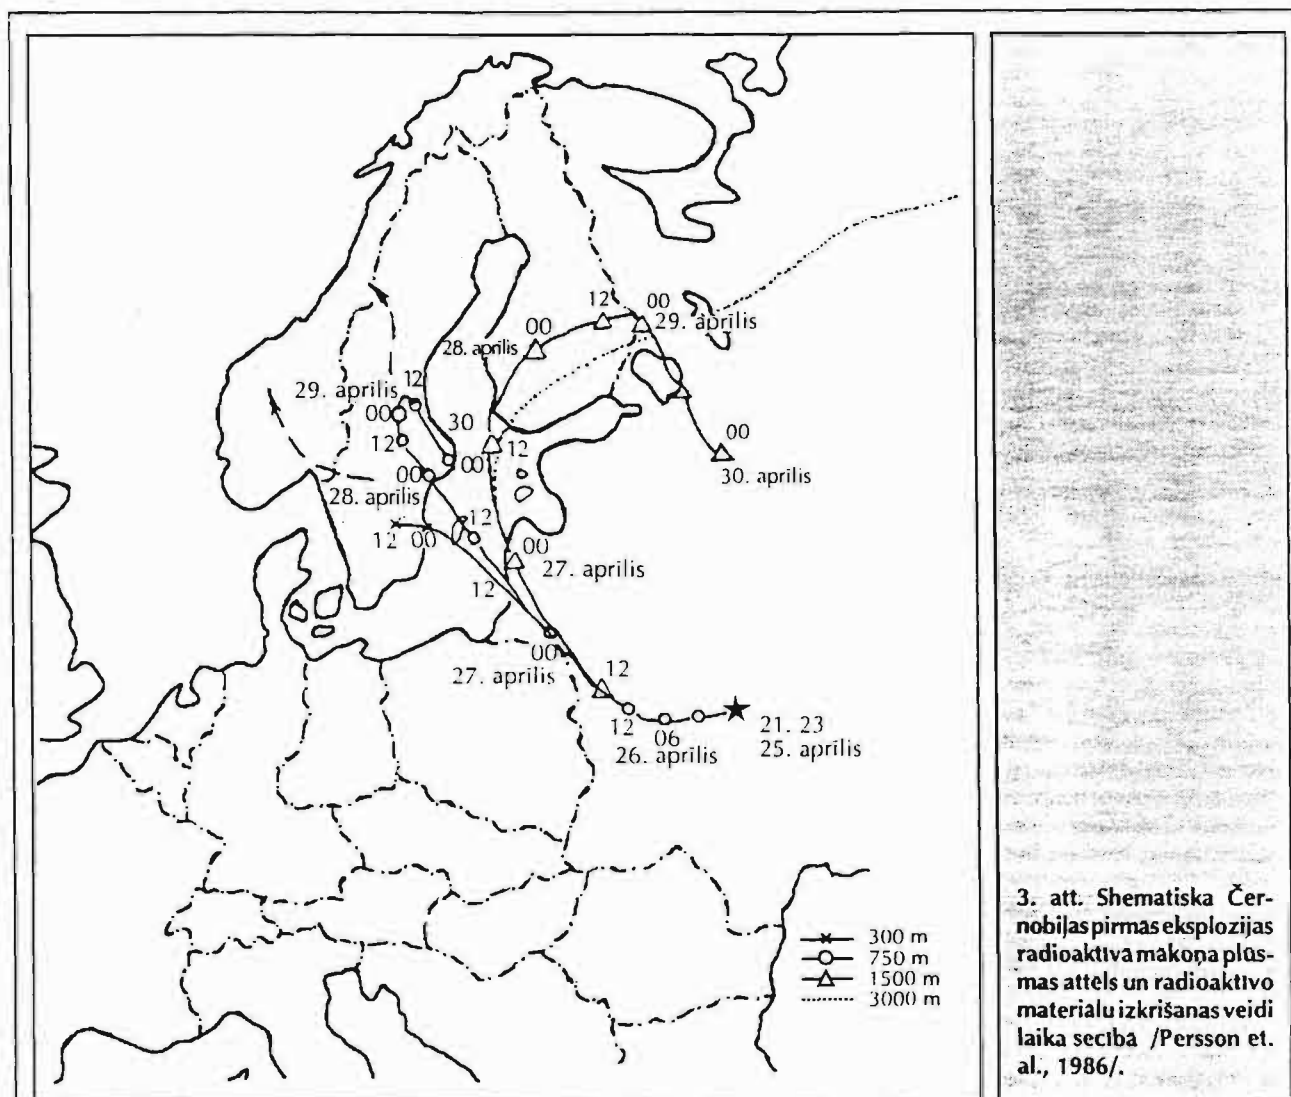 00
12
29. aprīlis
00
28. aprīlis
29. aprīlis
12
00
30
12
00
12
00
30. aprīlis
00
28. aprīlis
12
12 00
00
27. aprīlis
12
00
27. aprīlis
12
12
06
26. aprīlis
21. 23
25. aprīlis
300 m
750 m
1500 m
3000 m
3. att. Shematiska Čer-
nobiļas pirmās eksplozijas
radioaktīvā mākoņa plūs-
mas attēls un radioaktīvo
materiālu izkrišanas veidi
laika secībā /Persson et.
al., 1986/.